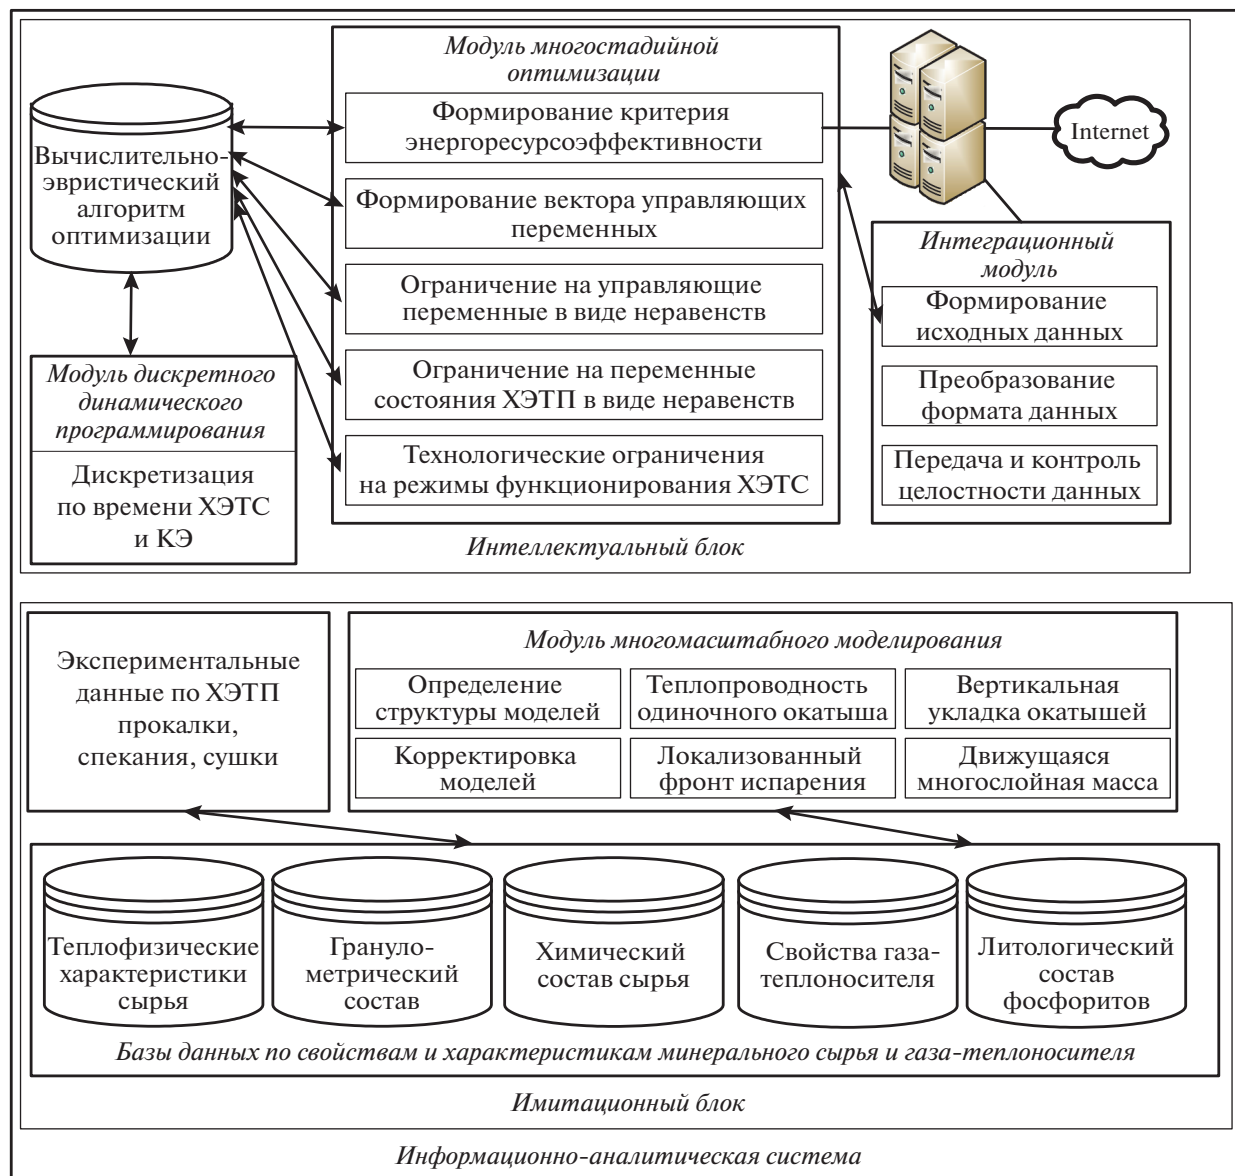 Модуль многостадийной
оптимизации
Формирование критерия
энергоресурсоэффективности
Формирование вектора управляющих
переменных
Ограничение на управляющие
переменные в виде неравенств
Ограничение на переменные
состояния ХЭТП в виде неравенств
Технологические ограничения
на режимы функционирования ХЭТС
Вычислительно-
эвристический
алгоритм
оптимизации
Модуль дискретного
динамического
программирования
Дискретизация
по времени ХЭТС
и КЭ
Internet
Интеграционный
модуль
Формирование
исходных данных
Преобразование
формата данных
Передача и контроль
целостности данных
Интеллектуальный блок
Экспериментальные
данные по ХЭТП
прокалки,
спекания, сушки
Модуль многомасштабного моделирования
Определение
структуры моделей
Теплопроводность
одиночного окатыша
Вертикальная
укладка окатышей
Корректировка
моделей
Локализованный
фронт испарения
Движущаяся
многослойная масса
Теплофизические
характеристики
сырья
Грануло-
метрический
состав
Химический
состав сырья
Свойства газа-
теплоносителя
Литологический
состав
фосфоритов
Базы данных по свойствам и характеристикам минерального сырья и газа-теплоносителя
Имитационный блок
Информационно-аналитическая система